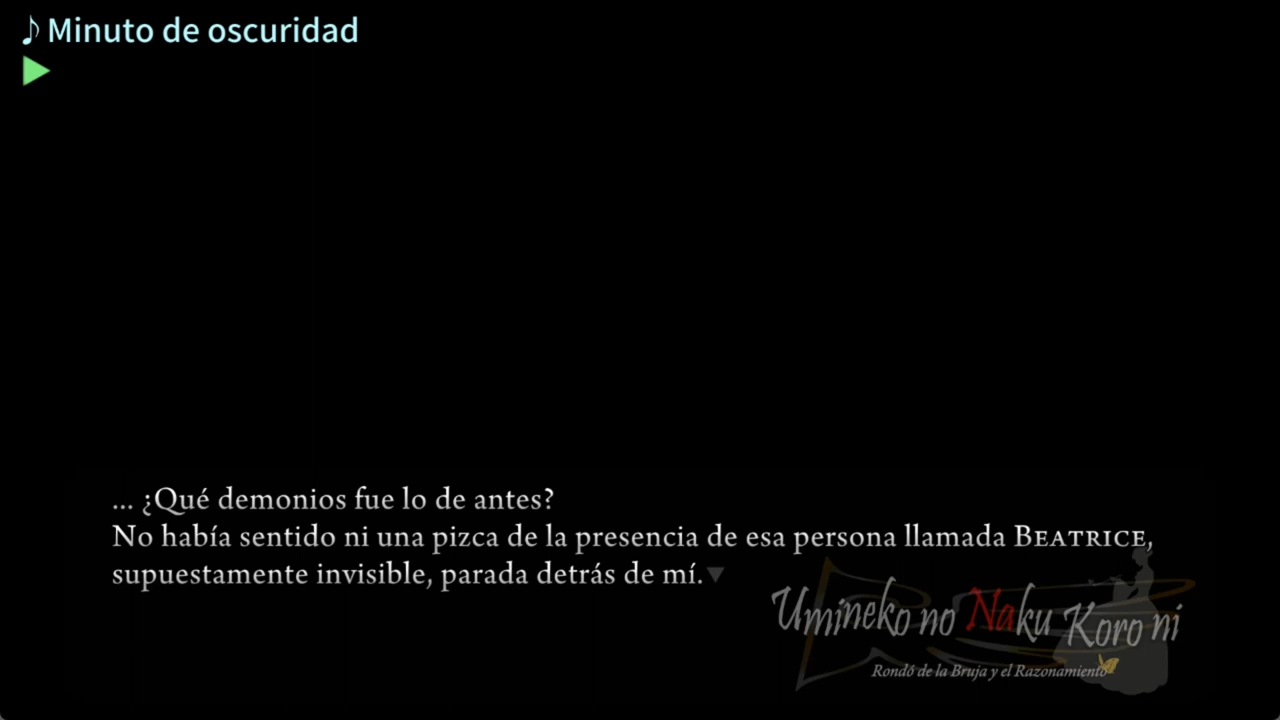 ♪ Minuto de oscuridad
... ¿Qué demonios fue lo de antes?
No había sentido ni una pizca de la presencia de esa persona llamada BEATRICE,
supuestamente invisible, parada detrás de mí.
Umineko no Naku Koro ni
Rondó de la Bruja y el Razonamiento